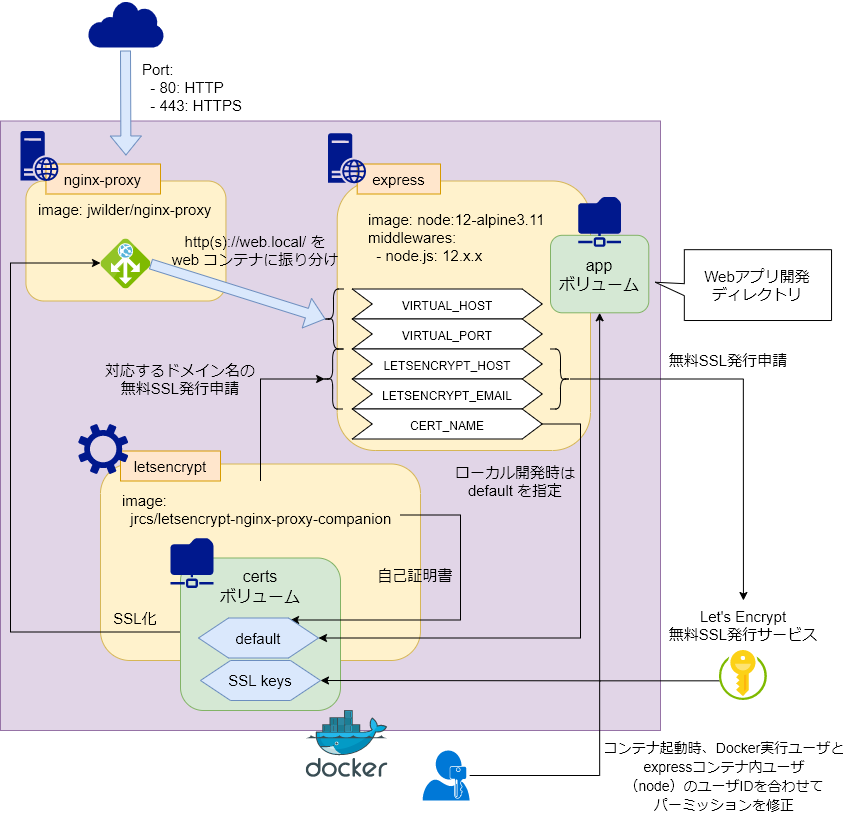 Port:
- 80: HTTP
- 443: HTTPS
nginx-proxy
image: jwilder/nginx-proxy
http(s)://web.local/ を
web コンテナに振り分け
express
image: node:12-alpine3.11
middlewares:
- node.js: 12.x.x
app
ボリューム
Webアプリ開発
ディレクトリ
VIRTUAL_HOST
VIRTUAL_PORT
LETSENCRYPT_HOST
LETSENCRYPT_EMAIL
CERT_NAME
対応するドメイン名の
無料SSL発行申請
無料SSL発行申請
ローカル開発時は
default を指定
letsencrypt
image:
jrcs/letsencrypt-nginx-proxy-companion
自己証明書
certs
ボリューム
SSL化
default
SSL keys
Let's Encrypt
無料SSL発行サービス
docker
コンテナ起動時、Docker実行ユーザと
expressコンテナ内ユーザ
（node）のユーザIDを合わせて
パーミッションを修正